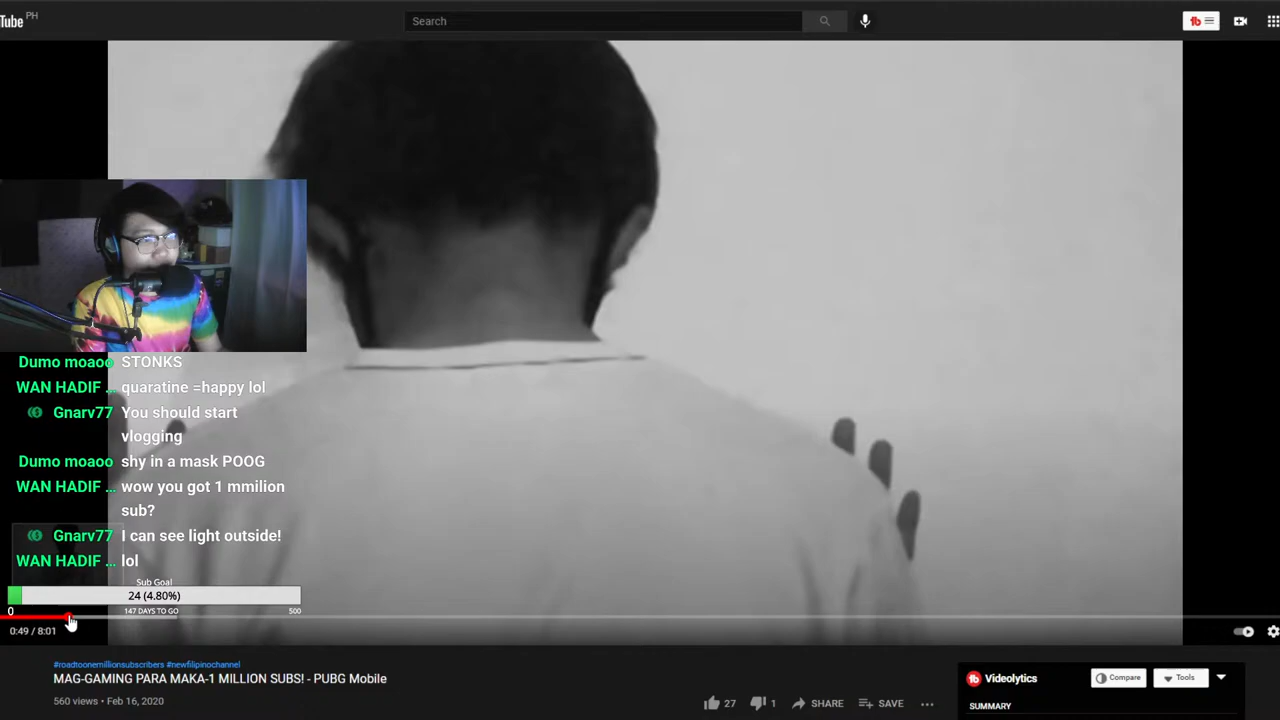 Tube PH
Search
Dumo moaoo STONKS
WAN HADIF ... quaratine =happy lol
Gnarv77 You should start
vlogging
Dumo moaoo shy in a mask POOG
WAN HADIF ... wow you got 1 mmilion
sub?
Gnarv77 I can see light outside!
WAN HADIF ... lol
Sub Goal
24 (4.80%)
0 147 DAYS TO GO 500
0:49 / 8:01
#roadtoonemillionsubscribers #newfilipinochannel
MAG-GAMING PARA MAKA-1 MILLION SUBS! - PUBG Mobile
560 views • Feb 16, 2020
27 1 SHARE SAVE ...
tb Videolytics Compare Tools
SUMMARY